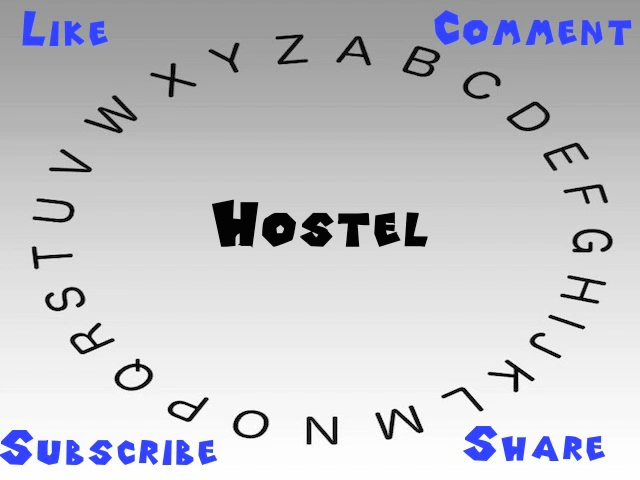 Like
Comment
A B C D E F G H I J K L M N O P Q R S T U V W X Y Z
Hostel
Subscribe
Share